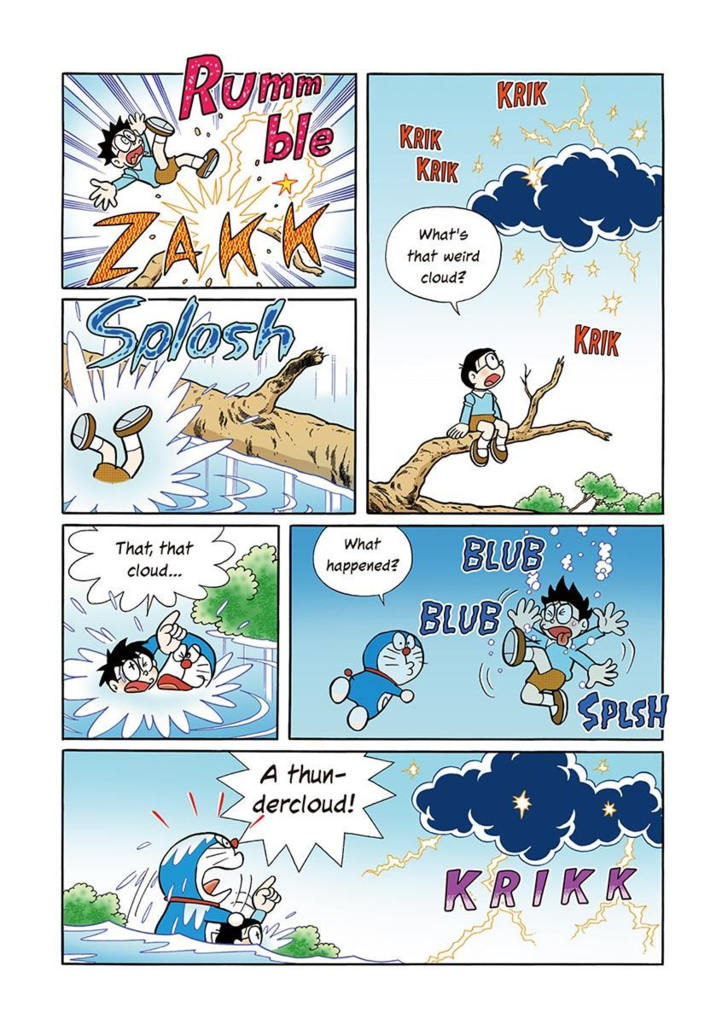 KRIK
KRIK
KRIK
What's
that weird
cloud?
KRIK
Rumm
ble
ZAKK
Splosh
What
happened?
BLUB
BLUB
SPLSH
That, that
cloud...
A thun-
dercloud!
KRIKK